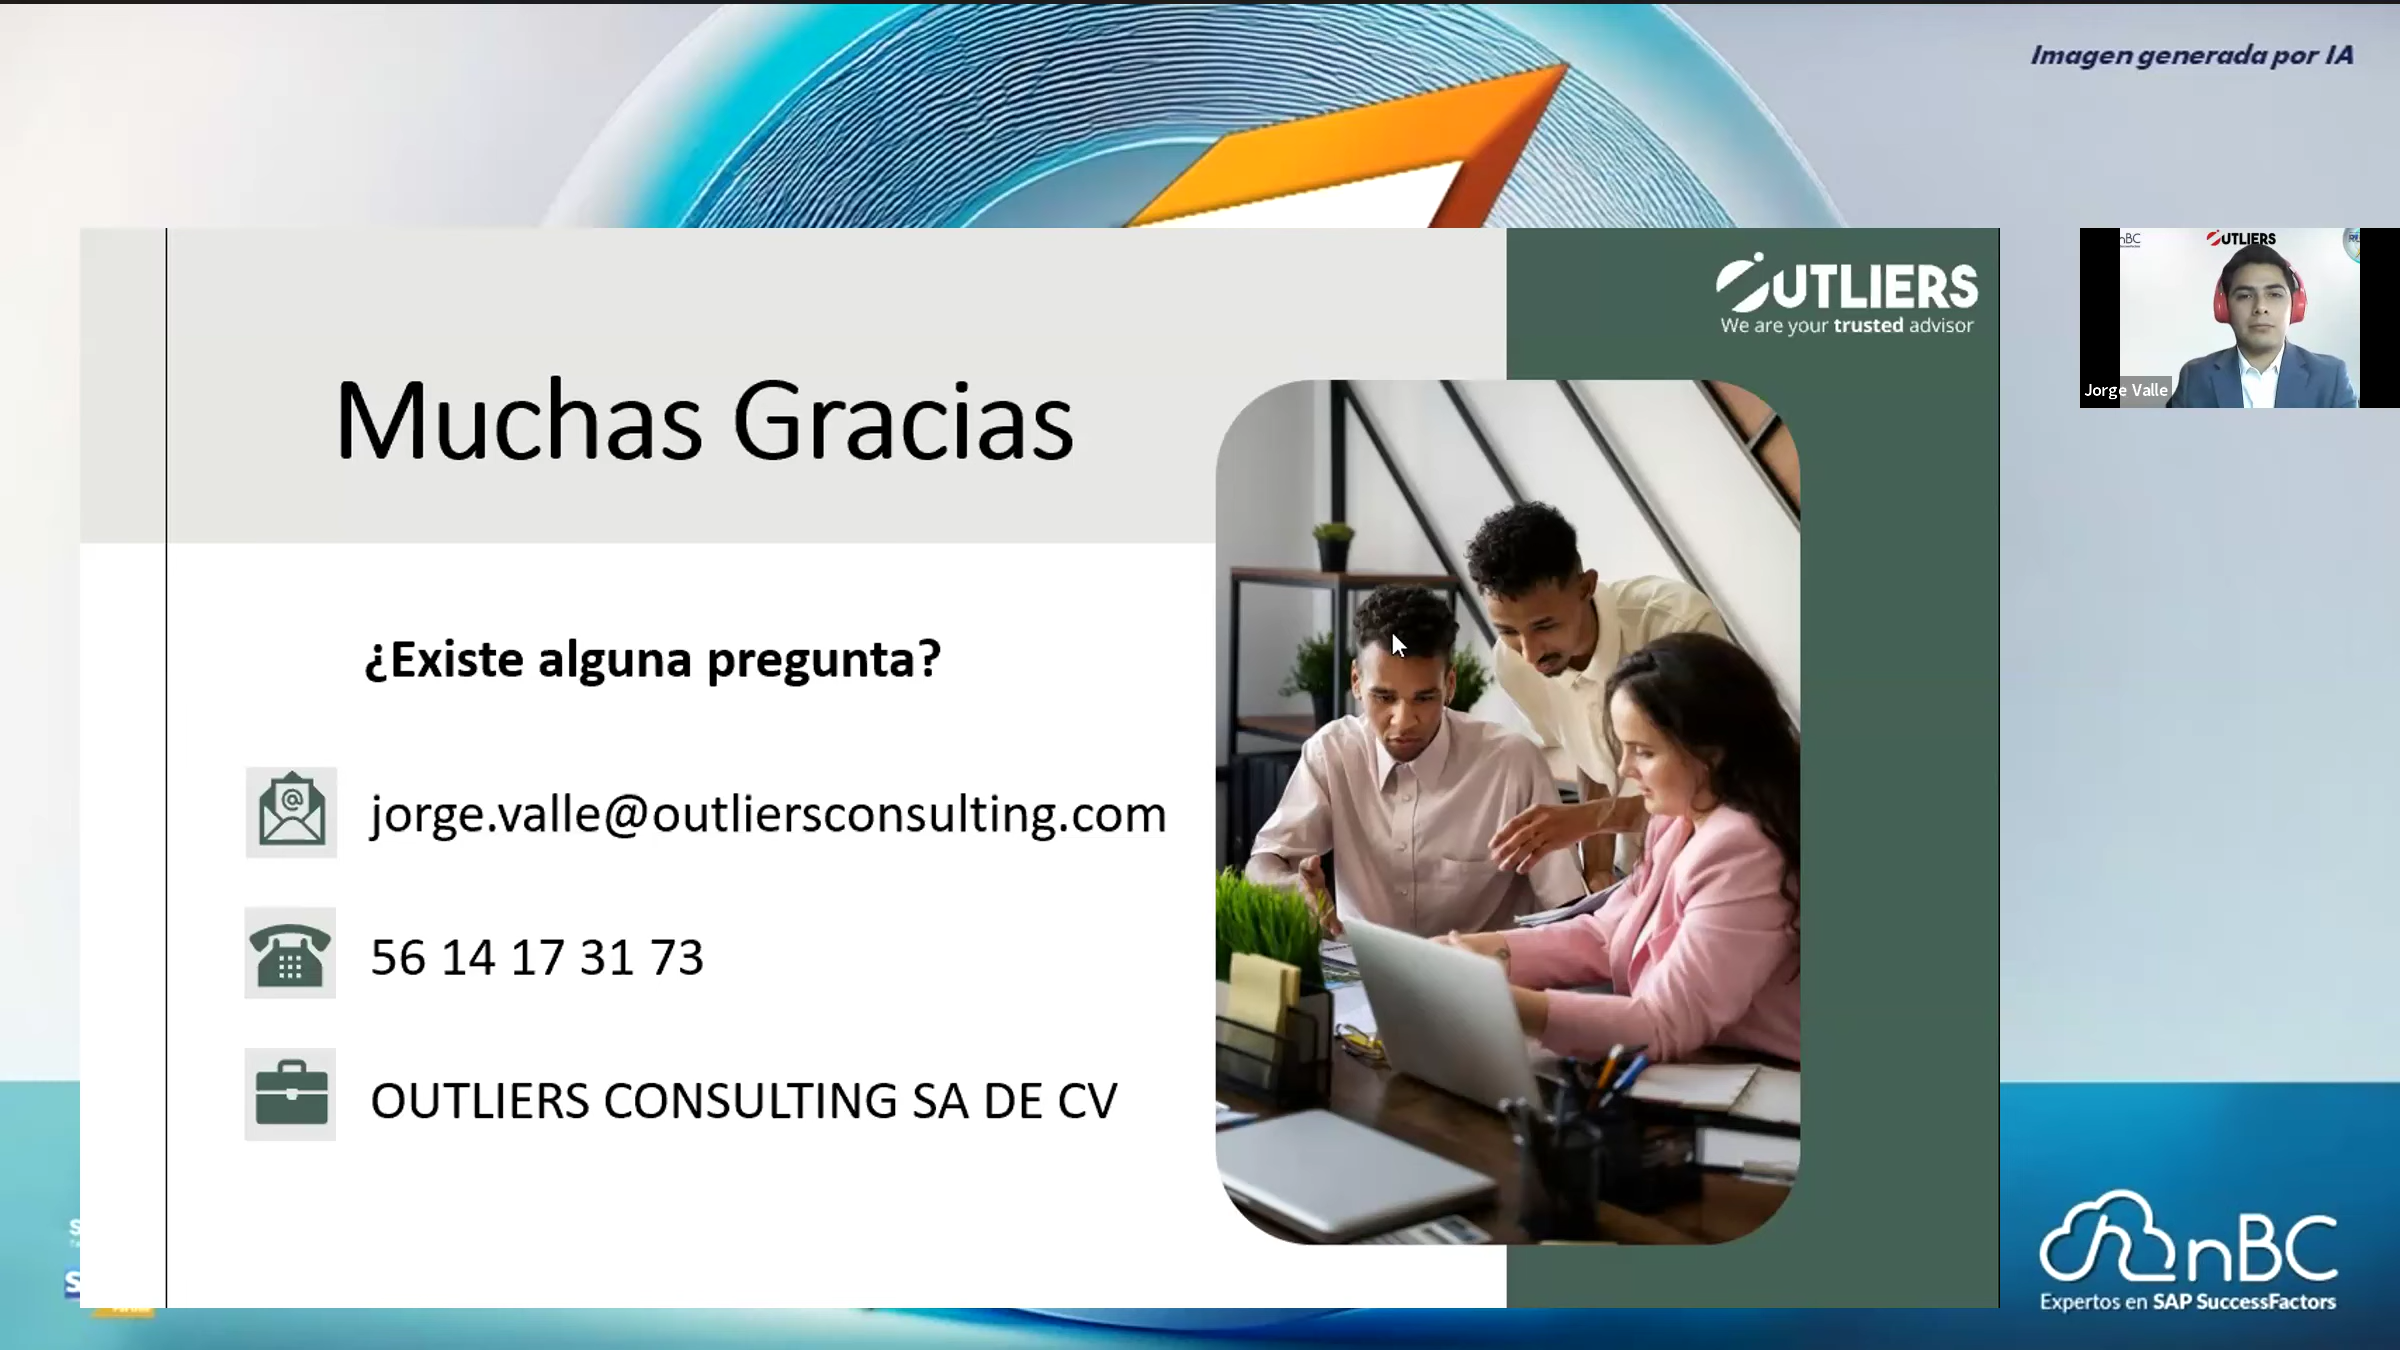 Imagen generada por IA
OUTLIERS
We are your trusted advisor
nBC
OUTLIERS
Jorge Valle
Muchas Gracias
¿Existe alguna pregunta?
jorge.valle@outliersconsulting.com
56 14 17 31 73
OUTLIERS CONSULTING SA DE CV
nBC
Expertos en SAP SuccessFactors